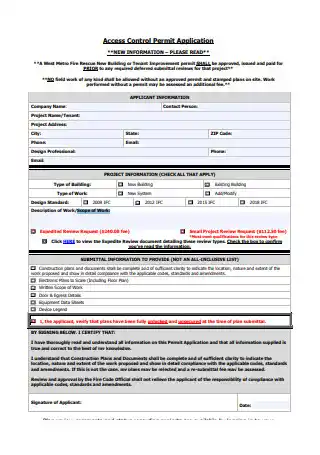 Access Control Permit Application
**NEW INFORMATION – PLEASE READ**
**A West Metro Fire Rescue New Building or Tenant Improvement permit SHALL be approved, issued and paid for
PRIOR to any required deferred submittal reviews for that project**
**NO field work of any kind shall be allowed without an approved permit and stamped plans on site. Work
performed without a permit may be assessed an additional fee.**
APPLICANT INFORMATION
Company Name: Contact Person:
Project Name/Tenant:
Project Address:
City: State: ZIP Code:
Phone: Email:
Design Professional: Phone:
Email:
PROJECT INFORMATION (CHECK ALL THAT APPLY)
Type of Building: New Building Existing Building
Type of Work: New System Add/Modify
Design Standard: 2009 IFC 2012 IFC 2015 IFC 2018 IFC
Description of Work/Scope of Work:
Expedited Review Request ($240.00 fee) Small Project Review Request ($112.50 fee)
*Must meet qualifications for this review type
Click HERE to view the Expedite Review document detailing these review types. Check the box to confirm
you've read the information.
SUBMITTAL INFORMATION TO PROVIDE (NOT AN ALL-INCLUSIVE LIST)
Construction plans and documents shall be complete and of sufficient clarity to indicate the location, nature and extent of the
work proposed and show in detail compliance with the applicable codes, standards and amendments.
Electronic Plans to Scale (including Floor Plan)
Written Scope of Work
Door & Egress Details
Equipment Data Sheets
Device Legend
I, the applicant, verify that plans have been fully unlocked and unsecured at the time of plan submittal.
BY SIGNING BELOW, I CERTIFY THAT:
I have thoroughly read and understand all information on this Permit Application and that all information supplied is
true and correct to the best of my knowledge.
I understand that Construction Plans and Documents shall be complete and of sufficient clarity to indicate the
location, nature and extent of the work proposed and show in detail compliance with the applicable codes, standards
and amendments. If this is not the case, my plans may be rejected and a re-submittal fee may be assessed.
Review and approval by the Fire Code Official shall not relieve the applicant of the responsibility of compliance with
applicable codes, standards and amendments.
Signature of Applicant: Date: